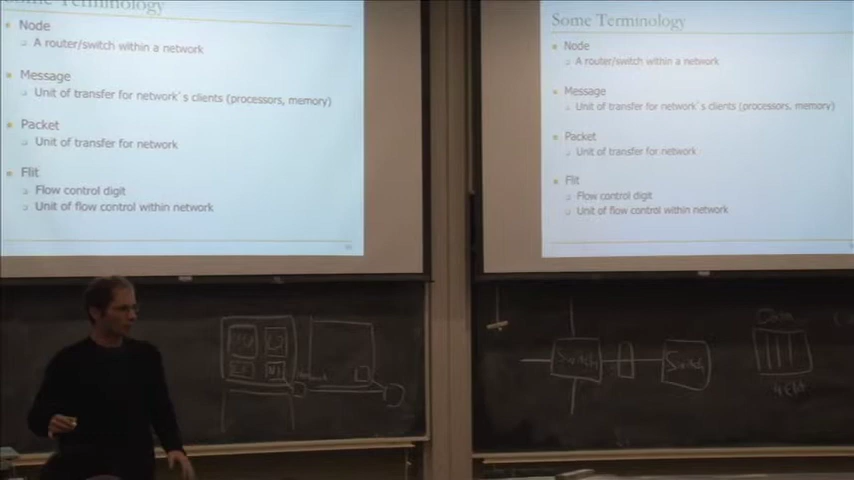 Some Terminology
Node
A router/switch within a network
Message
Unit of transfer for network's clients (processors, memory)
Packet
Unit of transfer for network
Flit
Flow control digit
Unit of flow control within network
Some Terminology
Node
A router/switch within a network
Message
Unit of transfer for network's clients (processors, memory)
Packet
Unit of transfer for network
Flit
Flow control digit
Unit of flow control within network
Switch
Switch